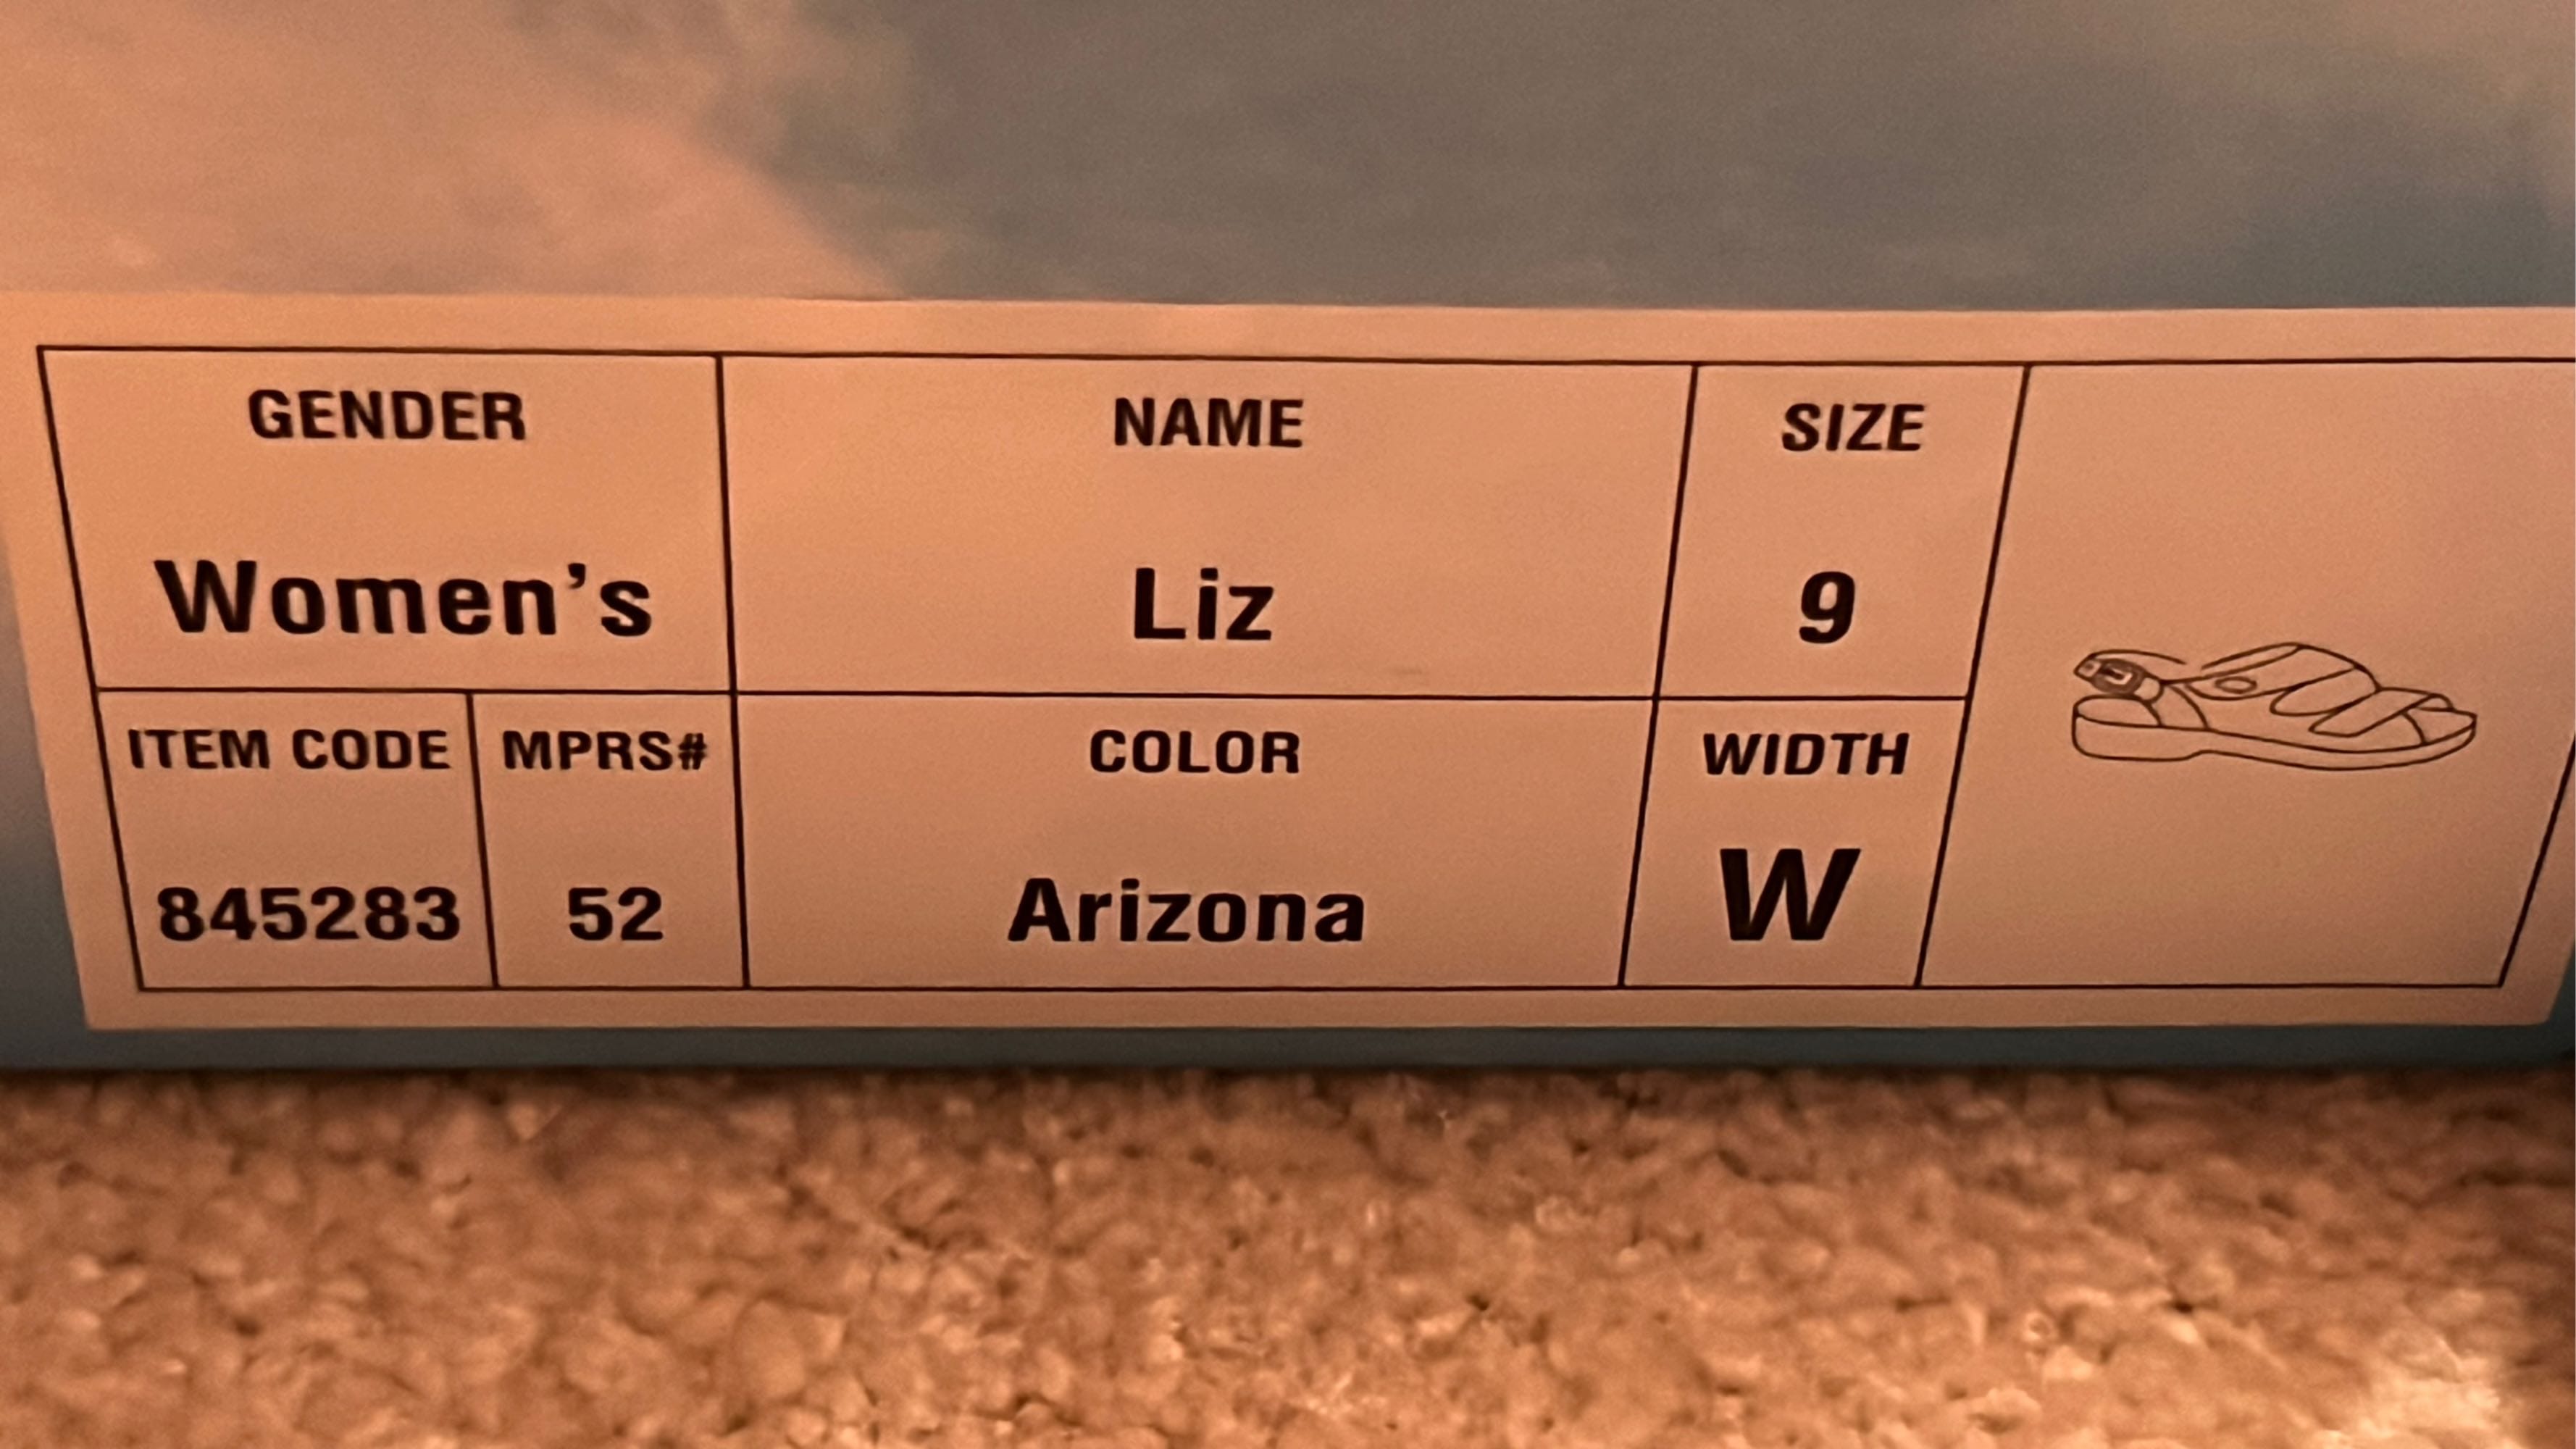 GENDER NAME SIZE
Women's Liz 9
ITEM CODE MPRS# COLOR WIDTH
845283 52 Arizona W